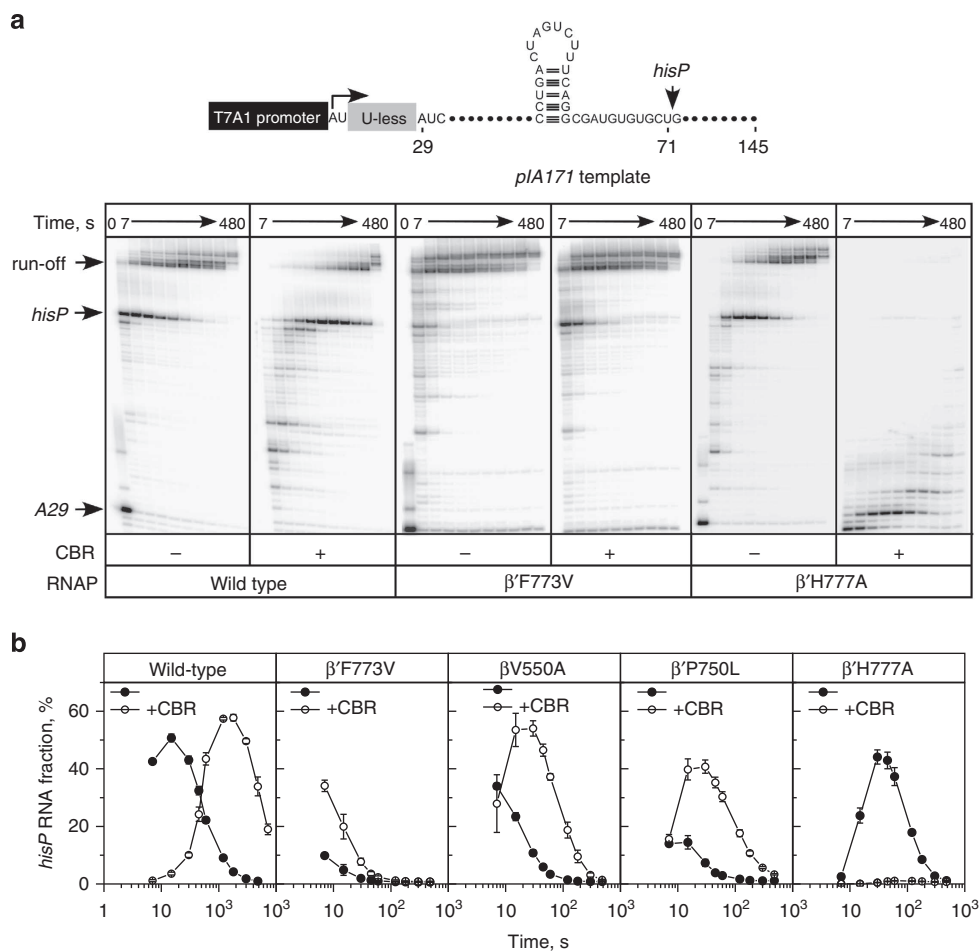 a
A G U C U U U C A G
U C A G U C C
hisP
T7A1 promoter AU U-less AUC C G CGAUGUGUGCUG
29 71 145
pIA171 template
Time, s 0 7 480 7 480 0 7 480 7 480 0 7 480 7 480
run-off
hisP
A29
CBR – + – + – +
RNAP Wild type β′F773V β′H777A
b
Wild-type β′F773V βV550A β′P750L β′H777A
+CBR +CBR +CBR +CBR +CBR
hisP RNA fraction, %
60
40
20
0
1 10 10³ 10 10³ 10 10² 10³ 10 10² 10³ 10 10² 10³
Time, s